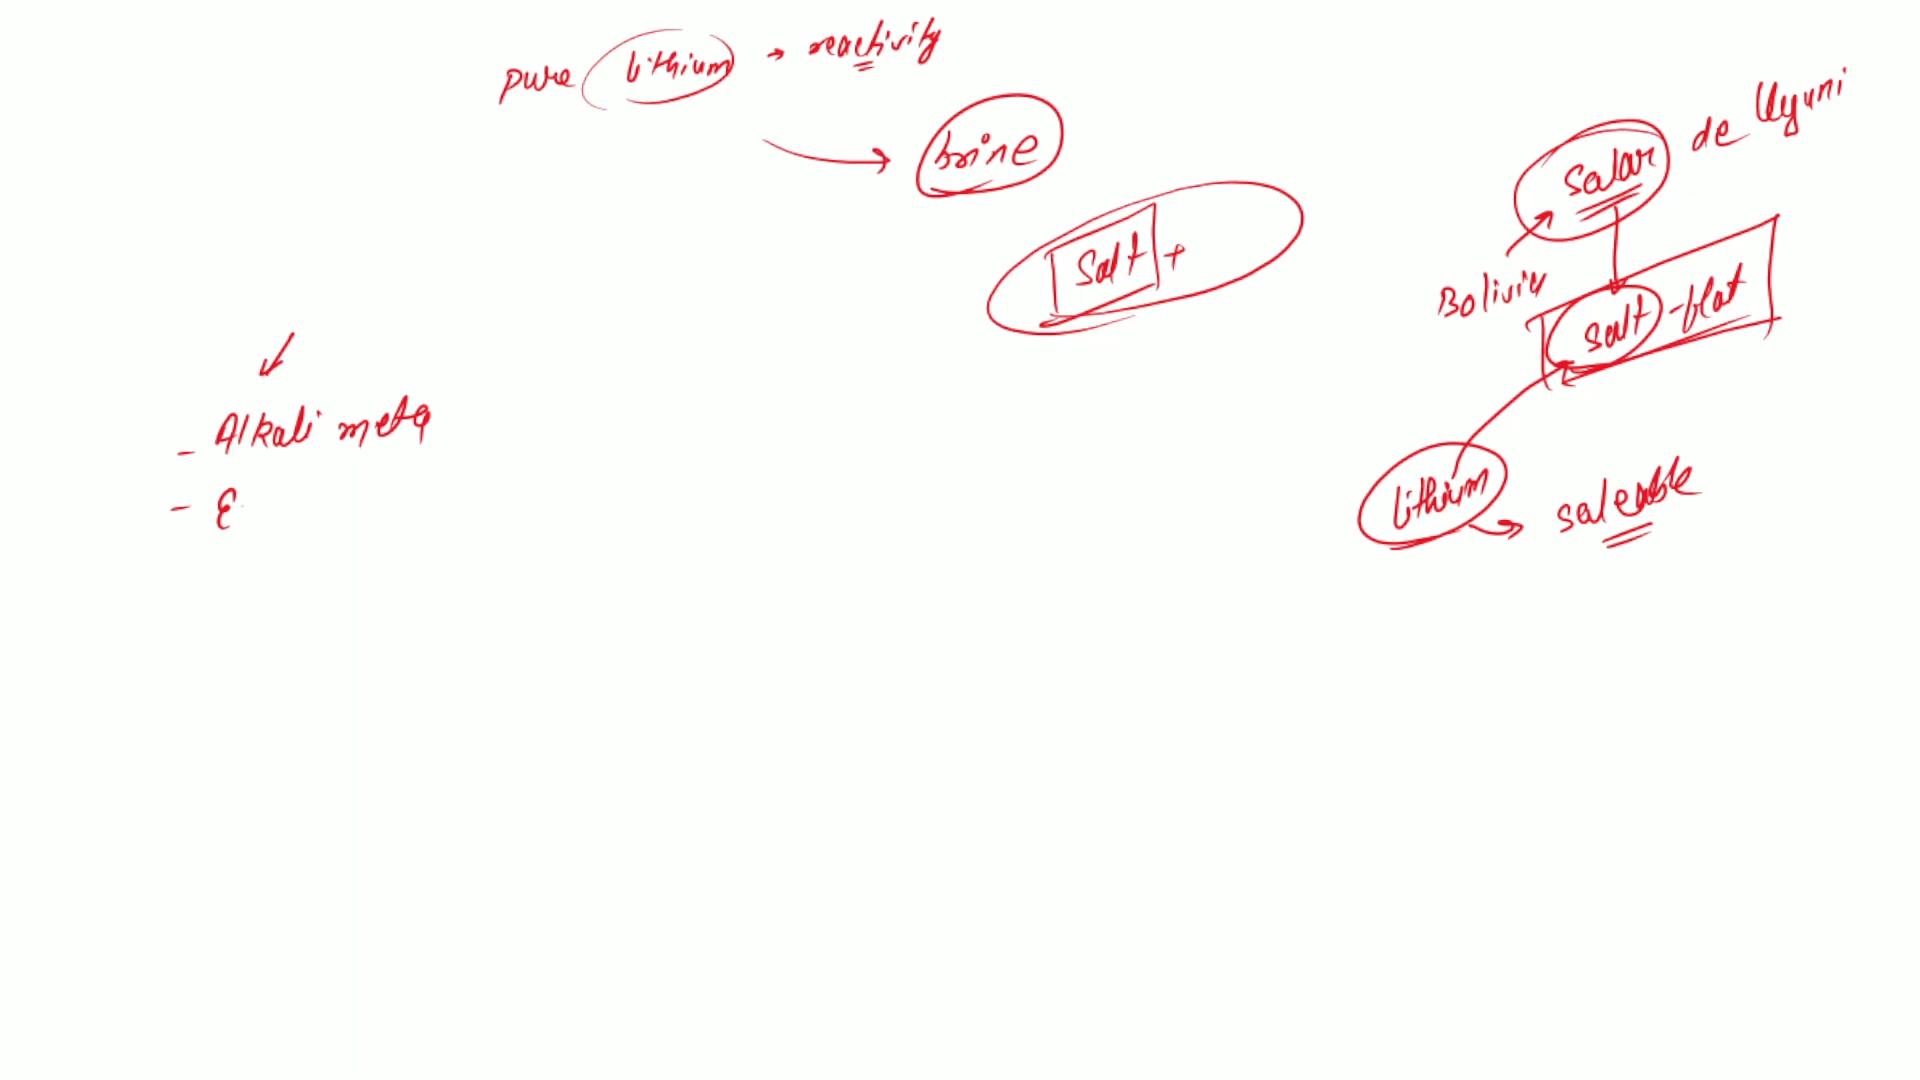 pure lithium → reactivity
brine
salt +
- Alkali meta
- E
salar de Uyuni
Bolivia
salt-flat
lithium → saleable